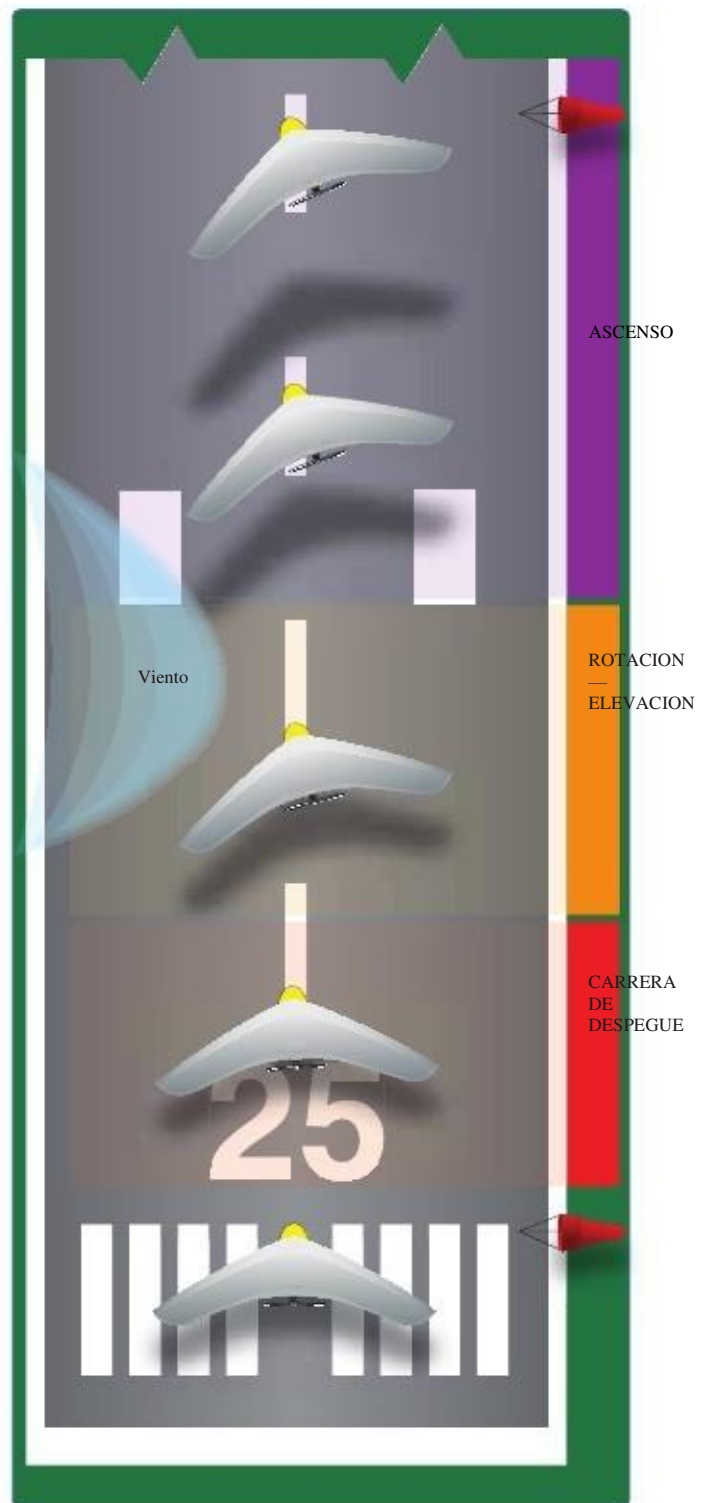 ASCENSO
Viento
ROTACION
—
ELEVACION
CARRERA
DE
DESPEGUE
25